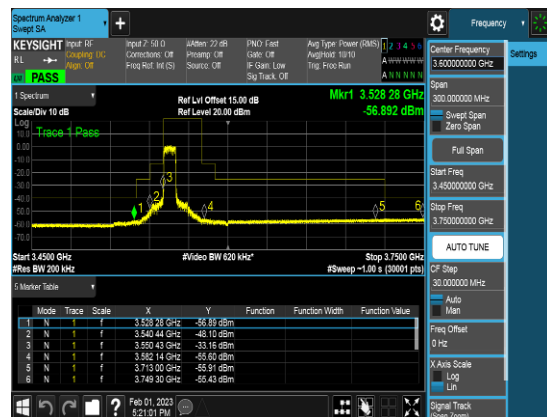 Spectrum Analyzer 1
Swept SA
+
Frequency
KEYSIGHT Input: RF Input Z: 50 Ω #Atten: 22 dB PNO: Fast Avg Type: Power (RMS) 1 2 3 4 5 6
RL Coupling: DC Corrections: Off Preamp: Off Gate: Off Avg|Hold: 10/10 A W W W W W
Align: Off Freq Ref: Int (S) Source: Off IF Gain: Low Trig: Free Run
PASS Sig Track: Off A N N N N N
1 Spectrum
Scale/Div 10 dB
Ref Lvl Offset 15.00 dB
Ref Level 20.00 dBm
Mkr1 3.528 28 GHz
-56.892 dBm
Log
Trace 1 Pass
10.0
0.00
-10.0
-20.0
-30.0
-40.0
-50.0
-60.0
-70.0
1
2
3
4
5
6
Start 3.4500 GHz #Video BW 620 kHz* Stop 3.7500 GHz
#Res BW 200 kHz #Sweep ~1.00 s (30001 pts)
5 Marker Table
Mode Trace Scale X Y Function Function Width Function Value
1 N 1 f 3.528 28 GHz -56.89 dBm
2 N 1 f 3.540 44 GHz -48.10 dBm
3 N 1 f 3.550 43 GHz -33.16 dBm
4 N 1 f 3.582 14 GHz -55.60 dBm
5 N 1 f 3.713 00 GHz -55.91 dBm
6 N 1 f 3.749 30 GHz -55.43 dBm
Feb 01, 2023
5:21:01 PM
?
Center Frequency
3.600000000 GHz
Settings
Span
300.000000 MHz
Swept Span
Zero Span
Full Span
Start Freq
3.450000000 GHz
Stop Freq
3.750000000 GHz
AUTO TUNE
CF Step
30.000000 MHz
Auto
Man
Freq Offset
0 Hz
X Axis Scale
Log
Lin
Signal Track
(Span Zoom)